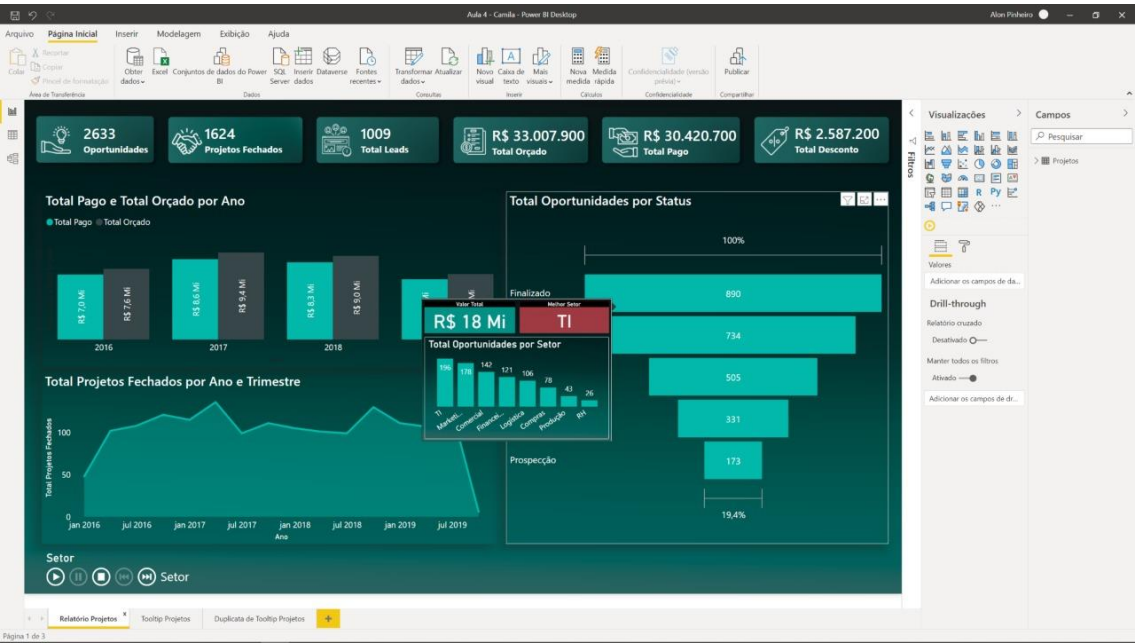 Aula 4 - Camila - Power BI Desktop
Alon Pinheiro
Arquivo Página Inicial Inserir Modelagem Exibição Ajuda
Colar
Recortar
Copiar
Pincel de formatação
Obter dados
Excel
Conjuntos de dados do Power BI
SQL Server
Inserir dados
Dataverse
Fontes recentes
Transformar dados
Atualizar
Novo visual
Caixa de texto
Mais visuais
Nova medida
Medida rápida
Confidencialidade (versão prévia)
Publicar
Área de Transferência
Dados
Consultas
Inserir
Cálculos
Confidencialidade
Compartilhar
2633
Oportunidades
1624
Projetos Fechados
1009
Total Leads
R$ 33.007.900
Total Orçado
R$ 30.420.700
Total Pago
R$ 2.587.200
Total Desconto
Total Pago e Total Orçado por Ano
Total Pago Total Orçado
R$ 7,0 Mi
R$ 7,6 Mi
R$ 8,6 Mi
R$ 9,4 Mi
R$ 8,3 Mi
R$ 9,0 Mi
2016 2017 2018
Total Projetos Fechados por Ano e Trimestre
Total Projetos Fechados
100
50
0
jan 2016 jul 2016 jan 2017 jul 2017 jan 2018 jul 2018 jan 2019 jul 2019
Ano
Valor Total
R$ 18 Mi
Melhor Setor
TI
Total Oportunidades por Setor
196 178 142 121 106 78 43 26
TI Marketi... Comercial Financei... Logística Compras Produção RH
Total Oportunidades por Status
100%
Finalizado
890
734
505
331
Prospecção
173
19,4%
Setor
Setor
Filtros
Visualizações
R Py
Valores
Adicionar os campos de da...
Drill-through
Relatório cruzado
Desativado
Manter todos os filtros
Ativado
Adicionar os campos de dr...
Campos
Pesquisar
Projetos
Relatório Projetos Tooltip Projetos Duplicata de Tooltip Projetos
Página 1 de 3